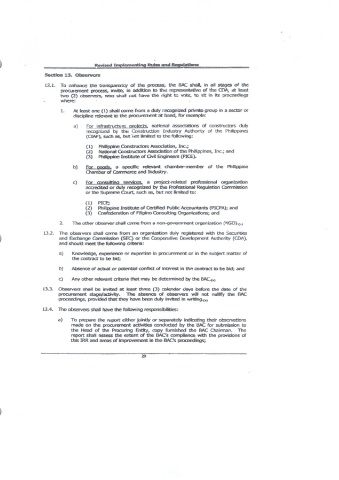 Revised Implementing Rules and Regulations
Section 13. Observers
13.1. To enhance the transparency of the process, the BAC shall, in all stages of the
procurement process, invite, in addition to the representative of the COA, at least
two (2) observers, who shall not have the right to vote, to sit in its proceedings
where:
1. At least one (1) shall come from a duly recognized private group in a sector or
discipline relevant to the procurement at hand, for example:
a) For infrastructure projects, national associations of constructors duly
recognized by the Construction Industry Authority of the Philippines
(CIAP), such as, but not limited to the following:
(1) Philippine Constructors Association, Inc.;
(2) National Constructors Association of the Philippines, Inc.; and
(3) Philippine Institute of Civil Engineers (PICE).
b) For goods, a specific relevant chamber-member of the Philippine
Chamber of Commerce and Industry.
c) For consulting services, a project-related professional organization
accredited or duly recognized by the Professional Regulation Commission
or the Supreme Court, such as, but not limited to:
(1) PICE;
(2) Philippine Institute of Certified Public Accountants (PICPA); and
(3) Confederation of Filipino Consulting Organizations; and
2. The other observer shall come from a non-government organization (NGO).
13.2. The observers shall come from an organization duly registered with the Securities
and Exchange Commission (SEC) or the Cooperative Development Authority (CDA),
and should meet the following criteria:
a) Knowledge, experience or expertise in procurement or in the subject matter of
the contract to be bid;
b) Absence of actual or potential conflict of interest in the contract to be bid; and
c) Any other relevant criteria that may be determined by the BAC.
13.3. Observers shall be invited at least three (3) calendar days before the date of the
procurement stage/activity. The absence of observers will not nullify the BAC
proceedings, provided that they have been duly invited in writing.
13.4. The observers shall have the following responsibilities:
a) To prepare the report either jointly or separately indicating their observations
made on the procurement activities conducted by the BAC for submission to
the Head of the Procuring Entity, copy furnished the BAC Chairman. The
report shall assess the extent of the BAC's compliance with the provisions of
this IRR and areas of improvement in the BAC's proceedings;